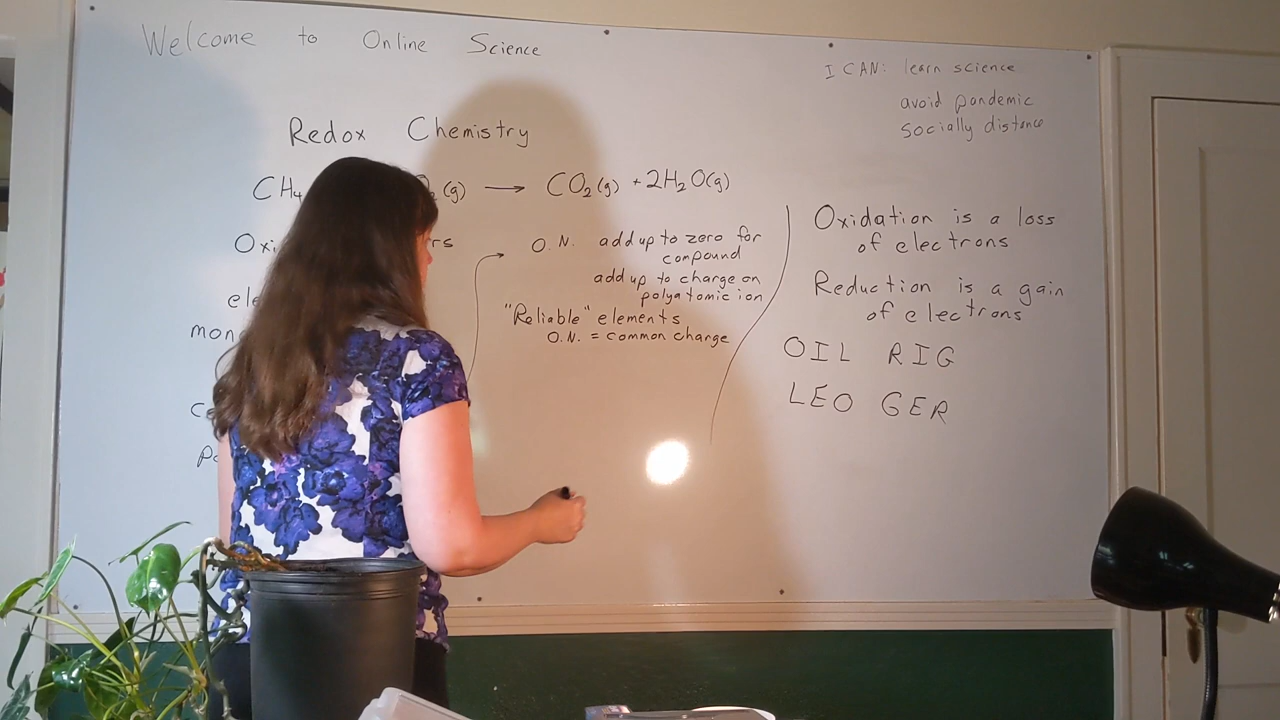 Welcome to Online Science
I CAN: learn science
avoid pandemic
socially distance
Redox Chemistry
CH₄ O₂(g) → CO₂(g) + 2H₂O(g)
O.N. add up to zero for
compound
add up to charge on
polyatomic ion
"Reliable" elements
O.N. = common charge
Oxidation is a loss
of electrons
Reduction is a gain
of electrons
OIL RIG
LEO GER